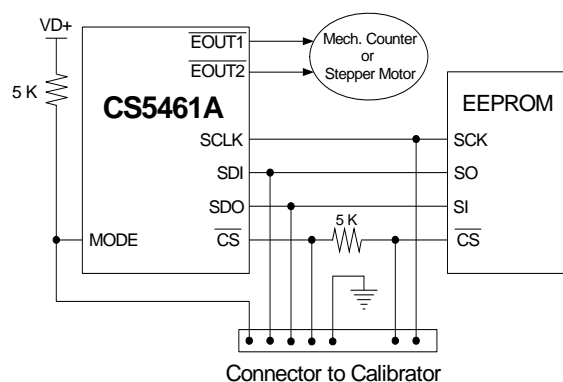 VD+
5 K
CS5461A
EOUT1
EOUT2
Mech. Counter
or
Stepper Motor
EEPROM
SCLK
SCK
SDI
SO
SDO
SI
5 K
MODE
CS
CS
Connector to Calibrator